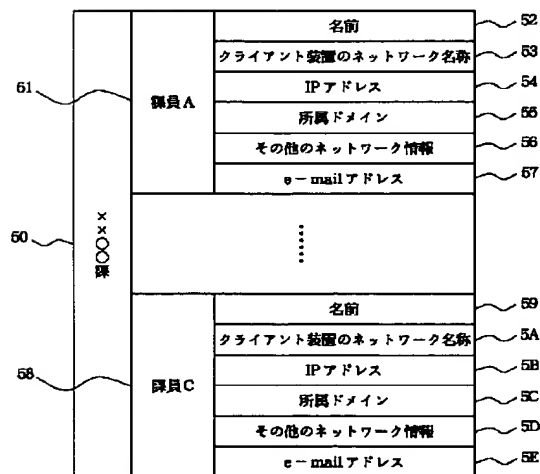 名前 52
クライアント装置のネットワーク名称 53
51 課員A IPアドレス 54
所属ドメイン 55
その他のネットワーク情報 56
e-mailアドレス 57
50 ××○○課
⋮
名前 59
クライアント装置のネットワーク名称 5A
58 課員C IPアドレス 5B
所属ドメイン 5C
その他のネットワーク情報 5D
e-mailアドレス 5E